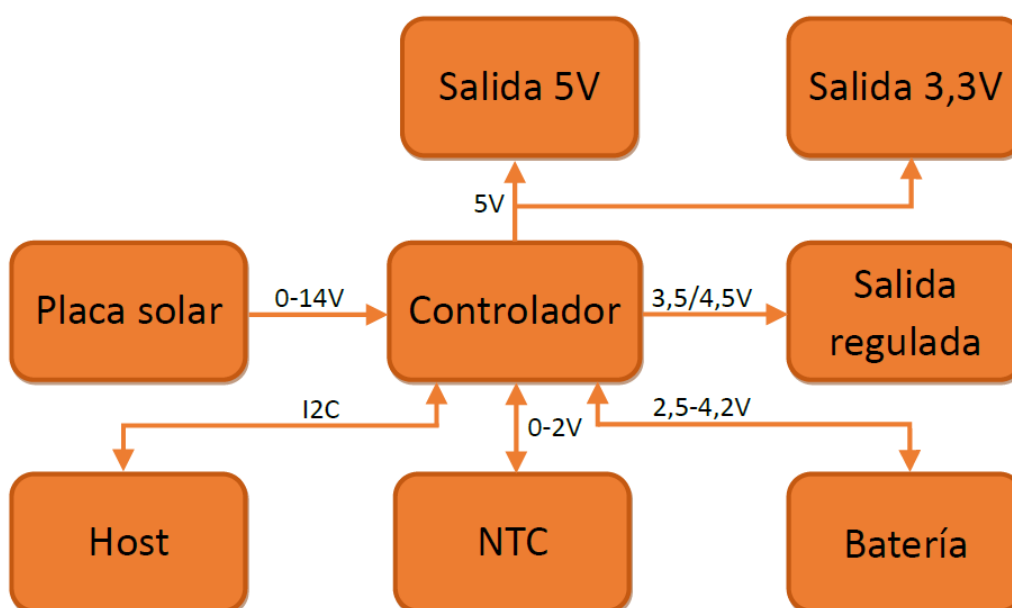 Salida 5V
Salida 3,3V
5V
Placa solar
0-14V
Controlador
3,5/4,5V
Salida
regulada
I2C
0-2V
2,5-4,2V
Host
NTC
Batería